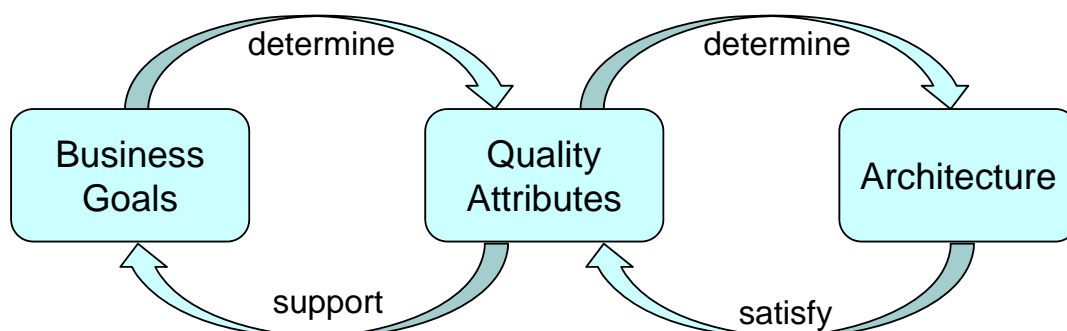 determine
determine
Business
Goals
Quality
Attributes
Architecture
support
satisfy